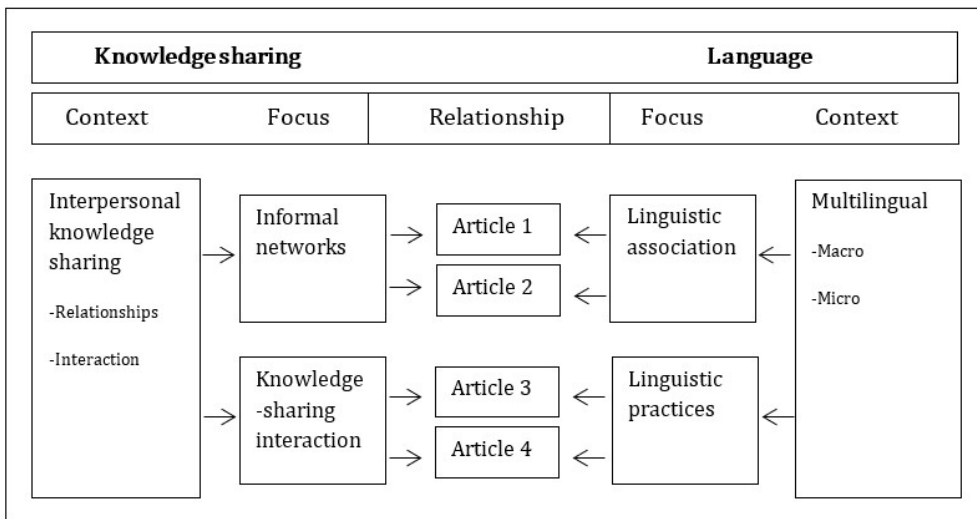 Knowledge sharing Language
Context Focus Relationship Focus Context
Interpersonal
knowledge
sharing
-Relationships
-Interaction
Informal
networks
Knowledge
-sharing
interaction
Article 1
Article 2
Article 3
Article 4
Linguistic
association
Linguistic
practices
Multilingual
-Macro
-Micro